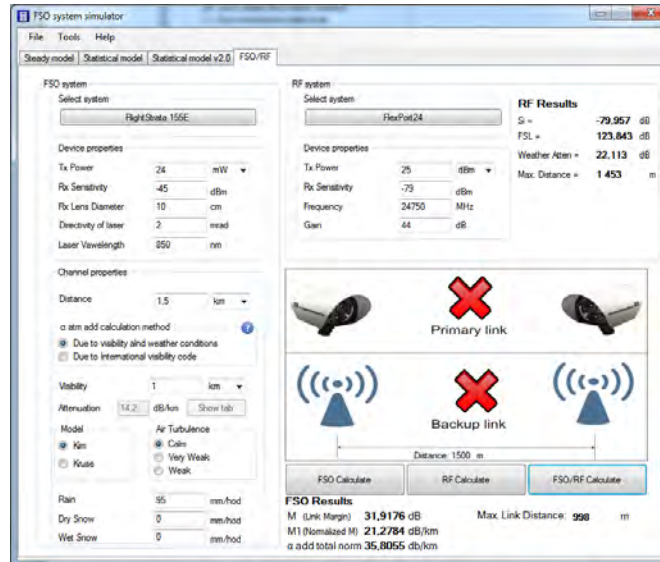 FSO system simulator
File Tools Help
Steady model Statistical model Statistical model v2.0 FSO/RF
FSO system
Select system
FlightStrata 155E
Device properties
Tx Power 24 mW
Rx Sensitivity -45 dBm
Rx Lens Diameter 10 cm
Directivity of laser 2 mrad
Laser Vawelength 850 nm
Channel properties
Distance 1,5 km
α atm add calculation method
Due to visibility aInd weather conditions
Due to International visibility code
Visibility 1 km
Attenuation 14,2 dB/km Show tab
Model
Kim
Kruse
Air Turbulence
Calm
Very Weak
Weak
Rain 95 mm/hod
Dry Snow 0 mm/hod
Wet Snow 0 mm/hod
RF system
Select system
FlexPort24
Device properties
Tx Power 25 dBm
Rx Sensitivity -79 dBm
Frequency 24750 MHz
Gain 44 dB
RF Results
Si = -79,957 dB
FSL = 123,843 dB
Weather Atten = 22,113 dB
Max. Distance = 1 453 m
Primary link
Backup link
Distance: 1500 m
FSO Calculate RF Calculate FSO/RF Calculate
FSO Results
M (Link Margin) 31,9176 dB
M1 (Nomalized M) 21,2784 dB/km
α add total norm 35,8055 db/km
Max. Link Distance: 998 m